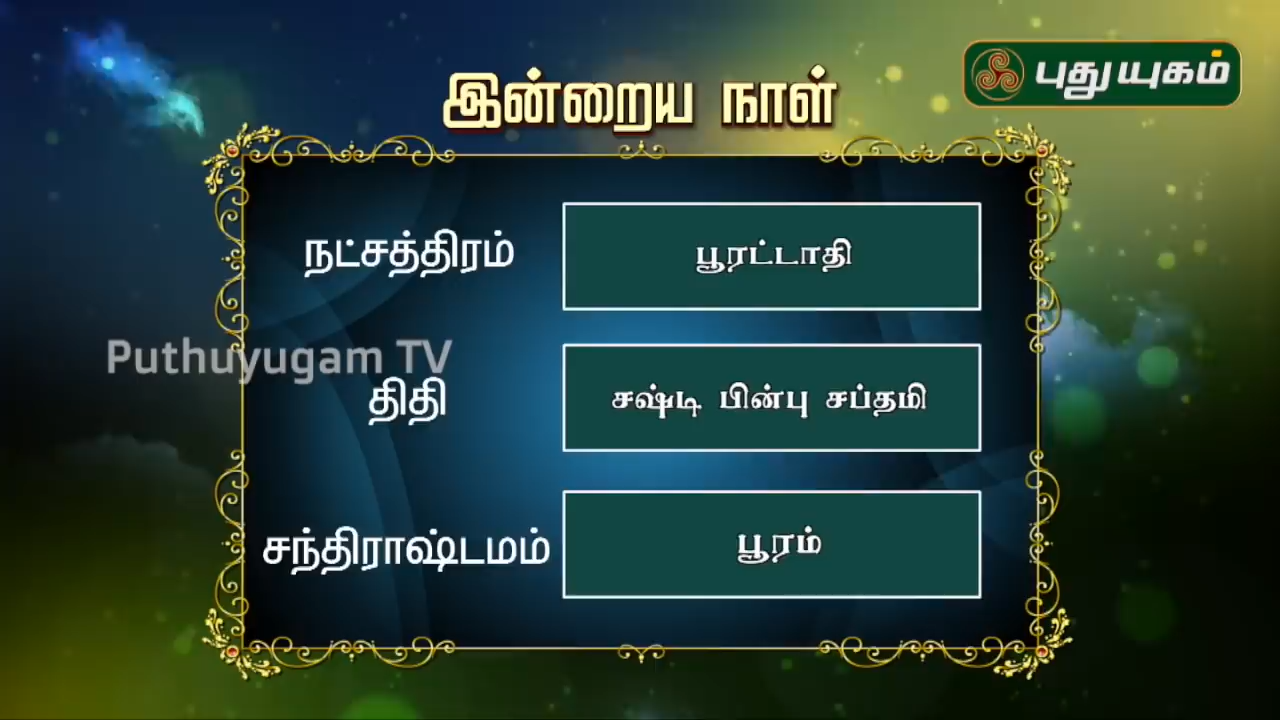 இன்றைய நாள்
புதுயுகம்
நட்சத்திரம்
பூரட்டாதி
Puthuyugam TV
திதி
சஷ்டி பின்பு சப்தமி
சந்திராஷ்டமம்
பூரம்